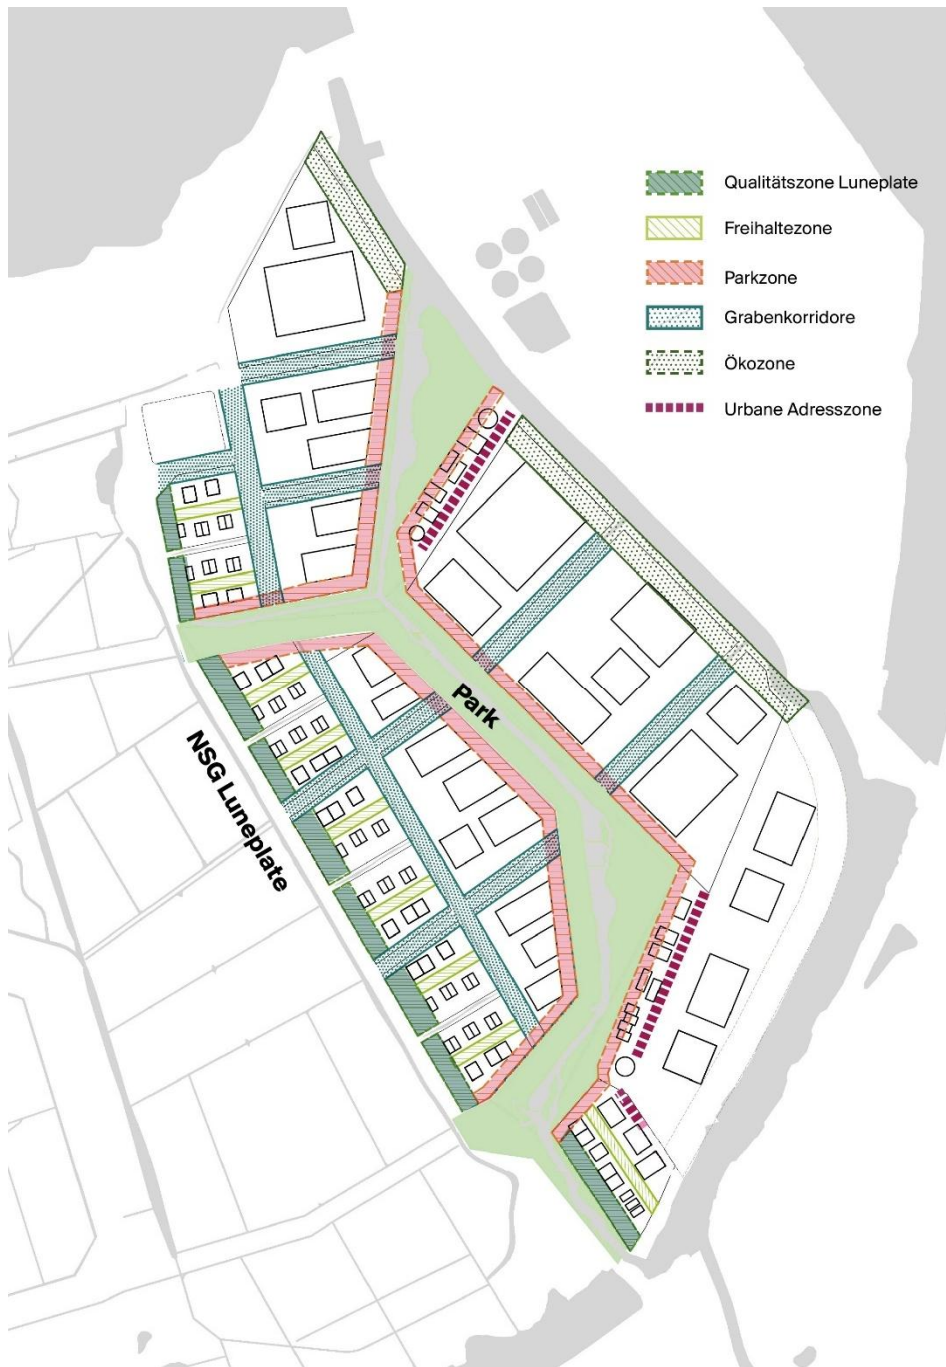 Qualitätszone Luneplate
Freihaltezone
Parkzone
Grabenkorridore
Ökozone
Urbane Adresszone
Park
NSG Luneplate